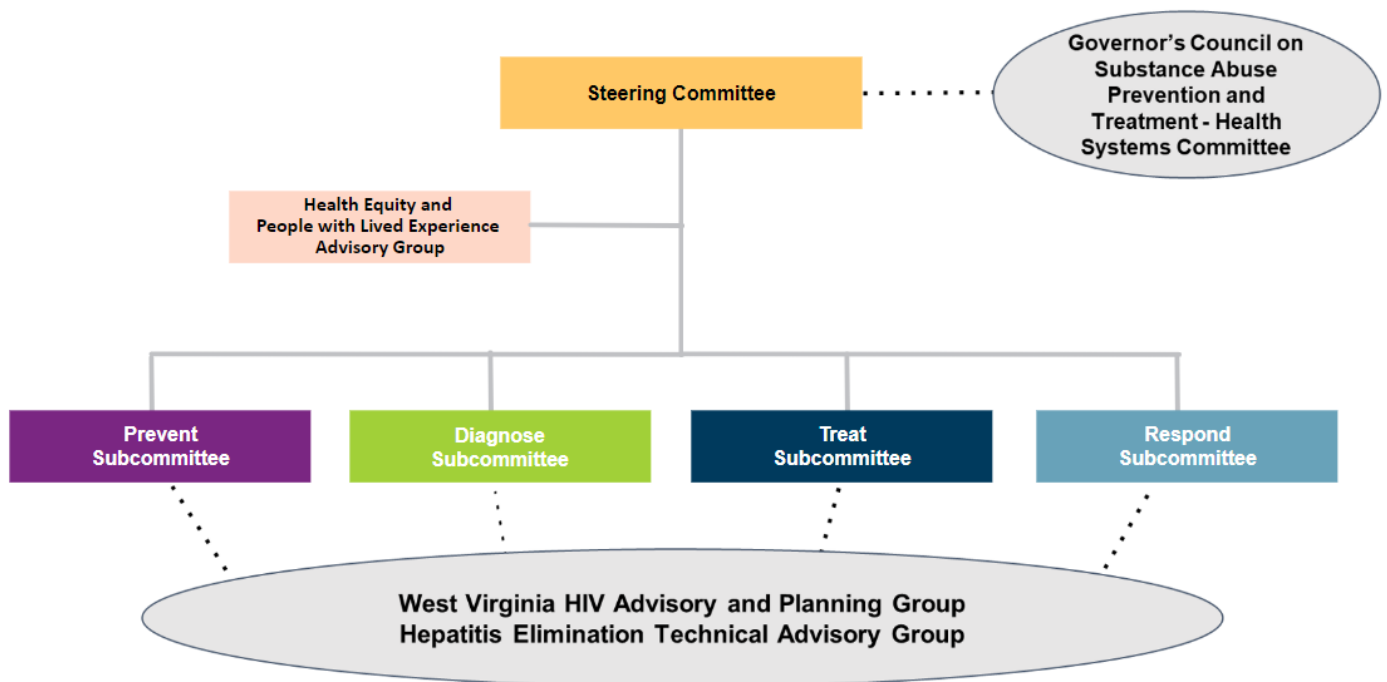 Governor’s Council on
Substance Abuse
Prevention and
Treatment - Health
Systems Committee
Steering Committee
Health Equity and
People with Lived Experience
Advisory Group
Prevent
Subcommittee
Diagnose
Subcommittee
Treat
Subcommittee
Respond
Subcommittee
West Virginia HIV Advisory and Planning Group
Hepatitis Elimination Technical Advisory Group